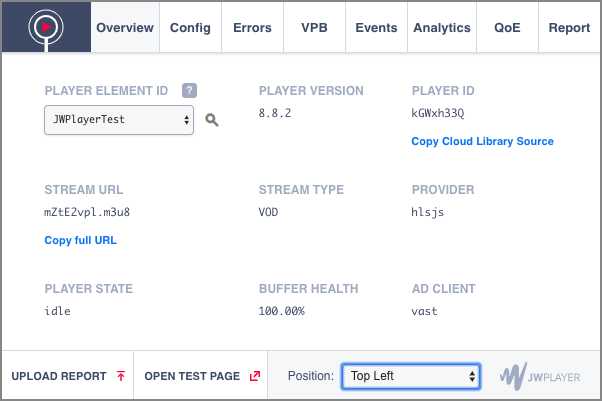 Overview Config Errors VPB Events Analytics QoE Report
PLAYER ELEMENT ID ? PLAYER VERSION PLAYER ID
JWPlayerTest 8.8.2 kGWxh33Q
Copy Cloud Library Source
STREAM URL STREAM TYPE PROVIDER
mZtE2vpl.m3u8 VOD hlsjs
Copy full URL
PLAYER STATE BUFFER HEALTH AD CLIENT
idle 100.00% vast
UPLOAD REPORT OPEN TEST PAGE Position: Top Left JWPLAYER